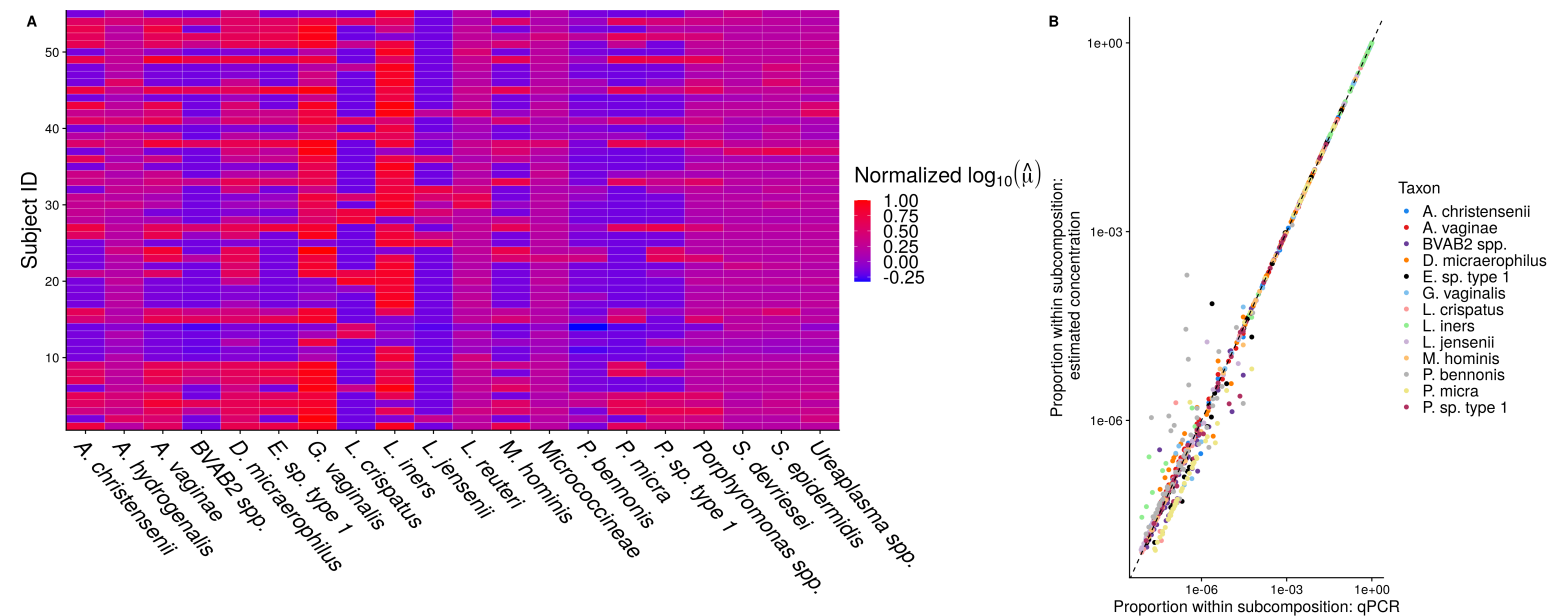 A
Subject ID
50
40
30
20
10
A. christensenii
A. hydrogenalis
A. vaginae
BVAB2 spp.
D. micraerophilus
E. sp. type 1
G. vaginalis
L. crispatus
L. iners
L. jensenii
L. reuteri
M. hominis
Micrococcineae
P. bennonis
P. micra
P. sp. type 1
Porphyromonas spp.
S. devriesei
S. epidermidis
Ureaplasma spp.
Normalized log₁₀(μ̂)
1.00
0.75
0.50
0.25
0.00
-0.25
B
Proportion within subcomposition:
estimated concentration
1e+00
1e-03
1e-06
1e-06
1e-03
1e+00
Proportion within subcomposition: qPCR
Taxon
A. christensenii
A. vaginae
BVAB2 spp.
D. micraerophilus
E. sp. type 1
G. vaginalis
L. crispatus
L. iners
L. jensenii
M. hominis
P. bennonis
P. micra
P. sp. type 1